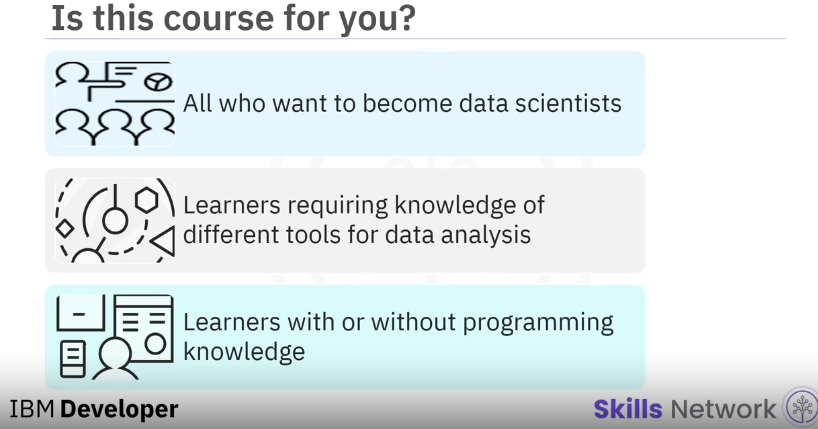 Is this course for you?
All who want to become data scientists
Learners requiring knowledge of
different tools for data analysis
Learners with or without programming
knowledge
IBM Developer
Skills Network